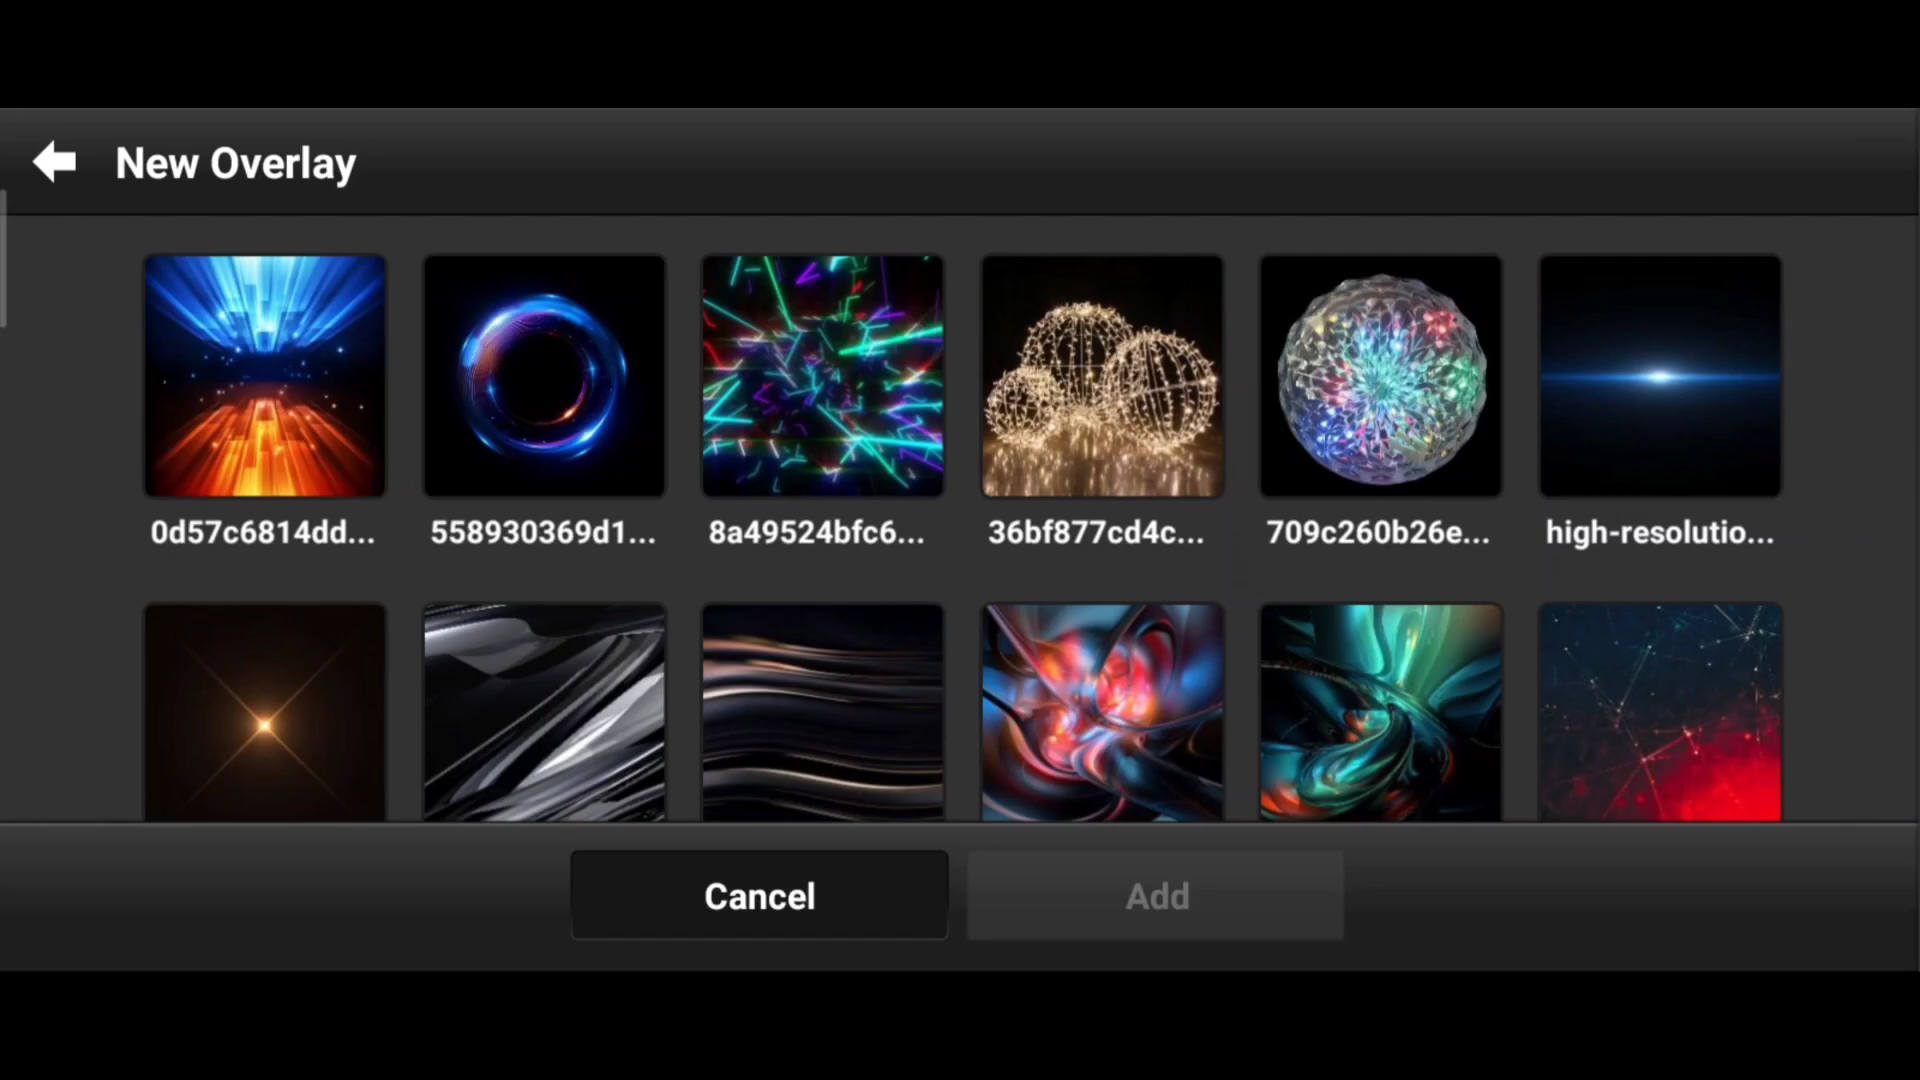 New Overlay
0d57c6814dd... 558930369d1... 8a49524bfc6... 36bf877cd4c... 709c260b26e... high-resolutio...
Cancel Add